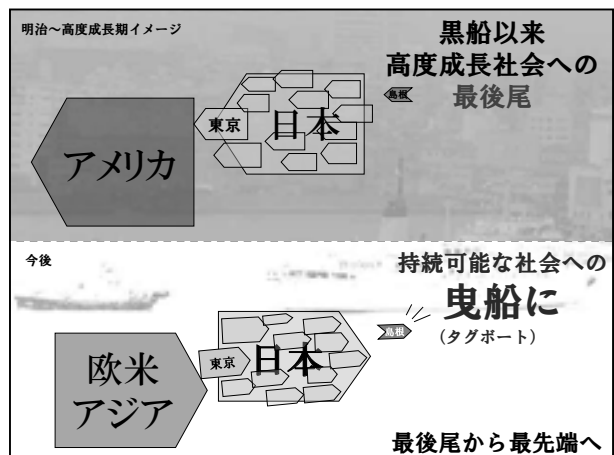 明治〜高度成長期イメージ
黒船以来
高度成長社会への
最後尾
島根
東京
日本
アメリカ
今後
持続可能な社会への
曳船に
(タグボート)
島根
東京
日本
欧米
アジア
最後尾から最先端へ